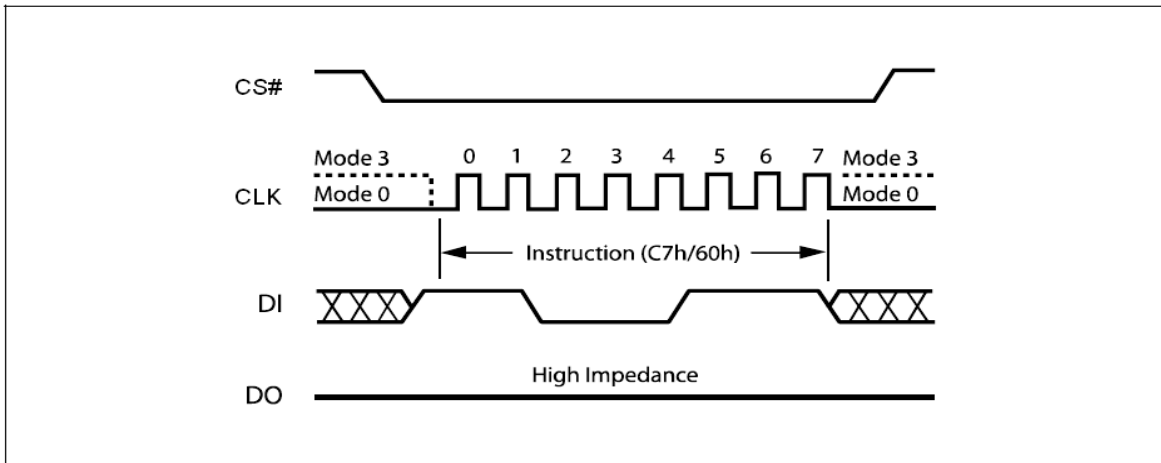 CS#
Mode 3 0 1 2 3 4 5 6 7 Mode 3
CLK Mode 0 Mode 0
Instruction (C7h/60h)
DI
High Impedance
DO